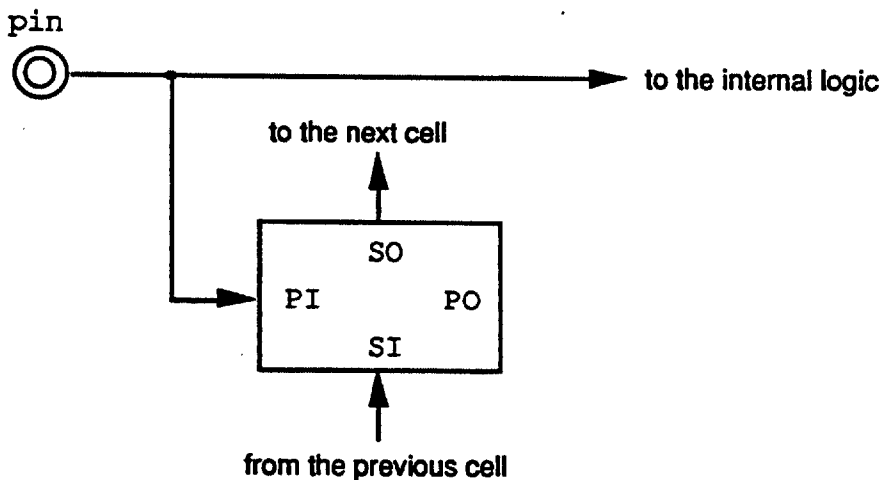 pin
to the internal logic
to the next cell
SO
PI PO
SI
from the previous cell